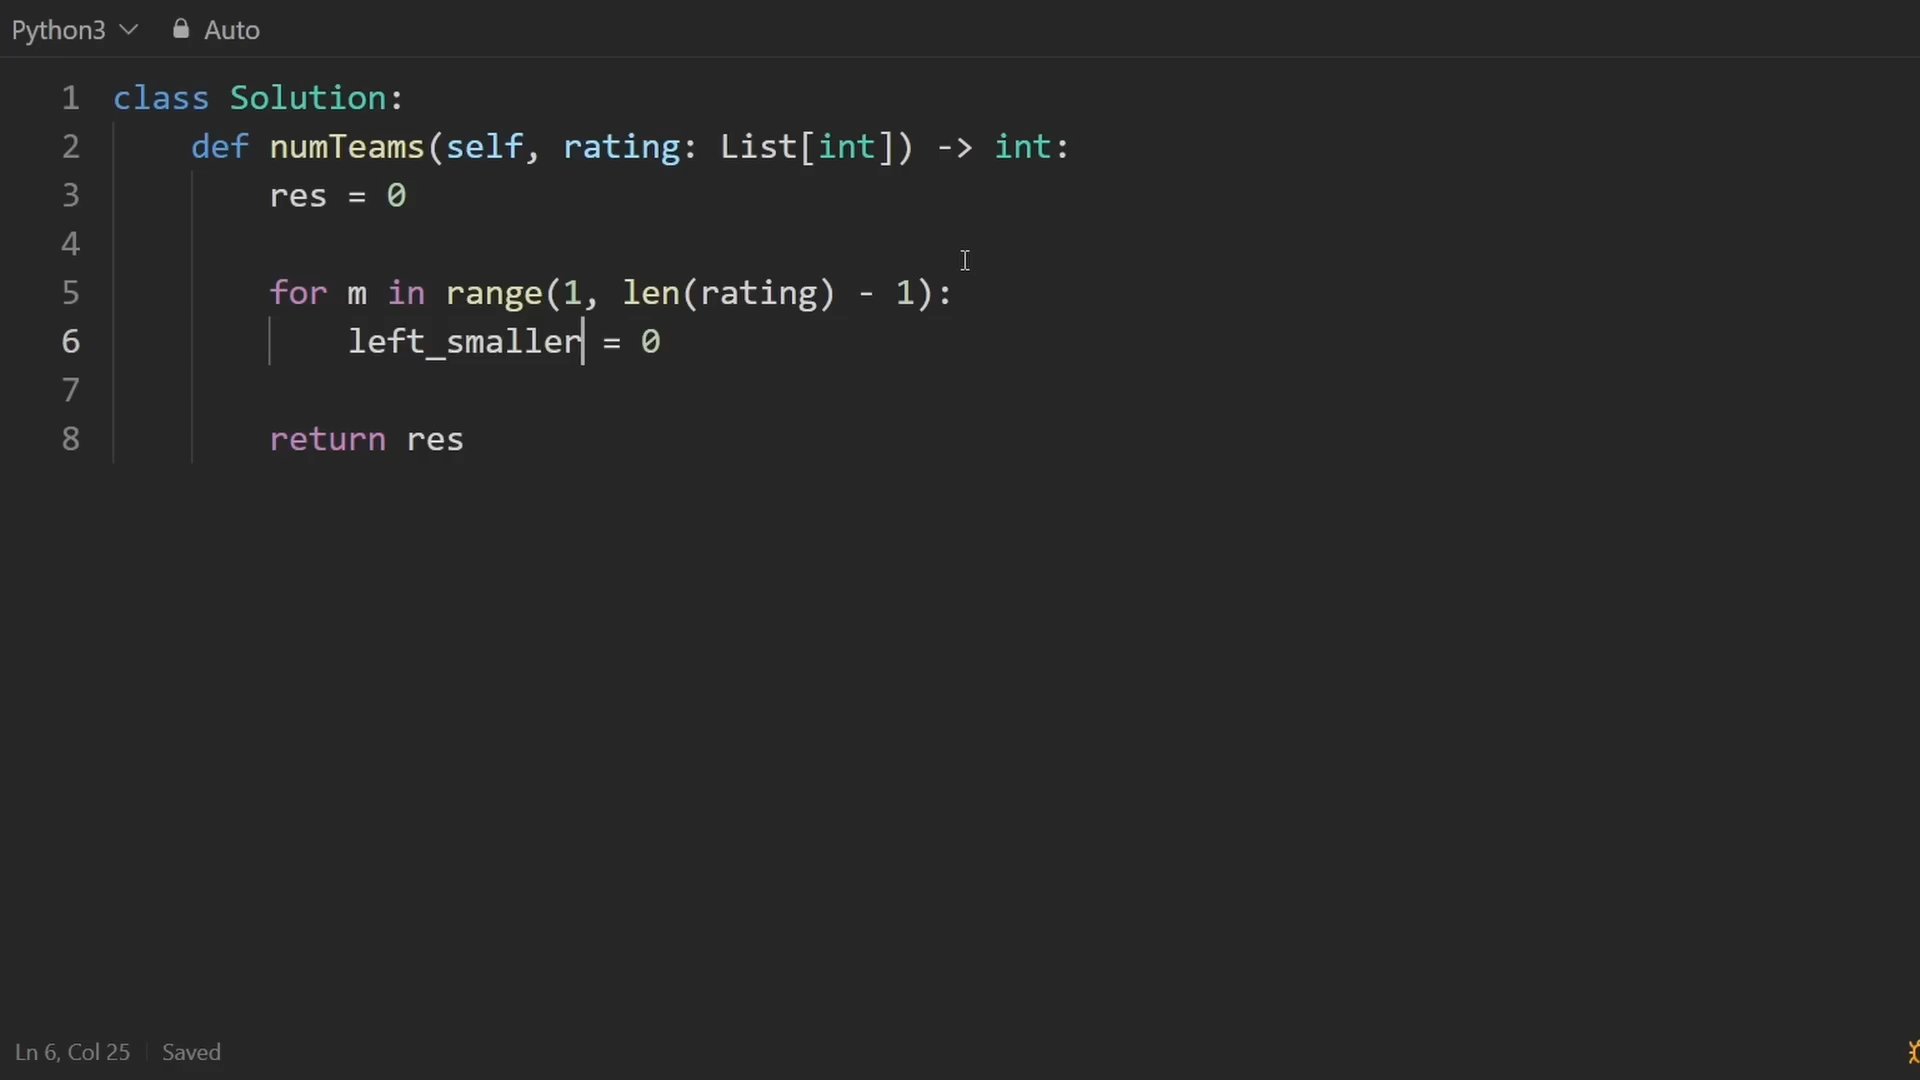 Python3 Auto
1 class Solution:
2 def numTeams(self, rating: List[int]) -> int:
3 res = 0
4
5 for m in range(1, len(rating) - 1):
6 left_smaller = 0
7
8 return res
Ln 6, Col 25 Saved